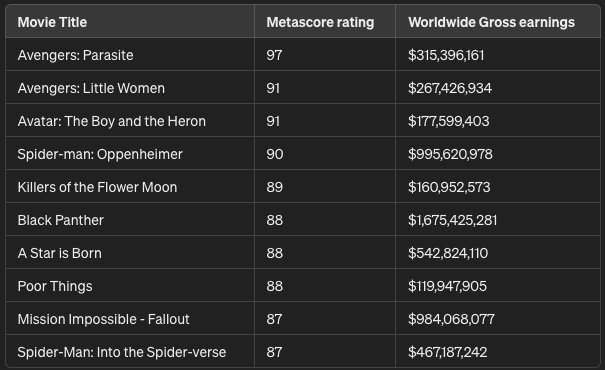 Movie Title Metascore rating Worldwide Gross earnings
Avengers: Parasite 97 $315,396,161
Avengers: Little Women 91 $267,426,934
Avatar: The Boy and the Heron 91 $177,599,403
Spider-man: Oppenheimer 90 $995,620,978
Killers of the Flower Moon 89 $160,952,573
Black Panther 88 $1,675,425,281
A Star is Born 88 $542,824,110
Poor Things 88 $119,947,905
Mission Impossible - Fallout 87 $984,068,077
Spider-Man: Into the Spider-verse 87 $467,187,242